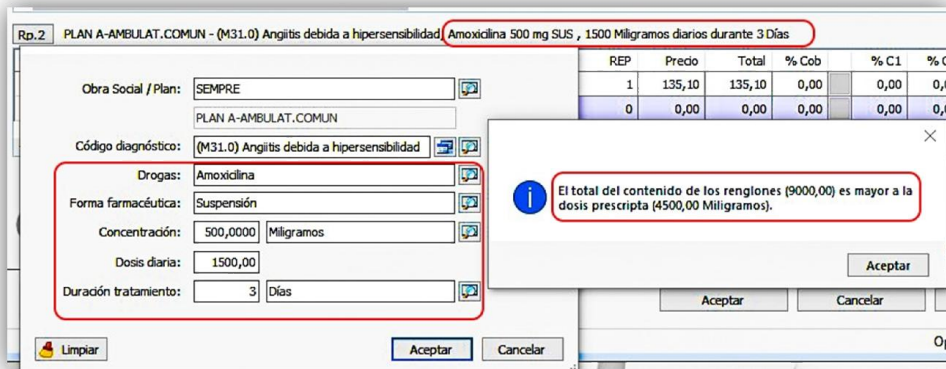 Rp.2 PLAN A-AMBULAT.COMUN - (M31.0) Angiitis debida a hipersensibilidad, Amoxicilina 500 mg SUS , 1500 Miligramos diarios durante 3 Días
REP Precio Total % Cob % C1
1 135,10 135,10 0,00 0,00
0 0,00 0,00 0,00 0,00
Obra Social / Plan: SEMPRE
PLAN A-AMBULAT.COMUN
Código diagnóstico: (M31.0) Angiitis debida a hipersensibilidad
Drogas: Amoxicilina
Forma farmacéutica: Suspensión
Concentración: 500,0000 Miligramos
Dosis diaria: 1500,00
Duración tratamiento: 3 Días
Limpiar Aceptar Cancelar
El total del contenido de los renglones (9000,00) es mayor a la
dosis prescripta (4500,00 Miligramos).
Aceptar
Aceptar Cancelar